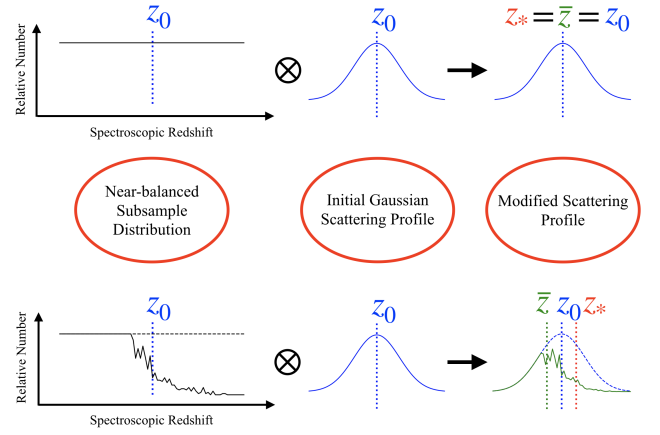 z₀
z₀
z* = z̅ = z₀
Relative Number
⊗
Spectroscopic Redshift
Near-balanced
Subsample
Distribution
Initial Gaussian
Scattering Profile
Modified Scattering
Profile
z₀
z₀
z̅ z₀ z*
Relative Number
⊗
Spectroscopic Redshift